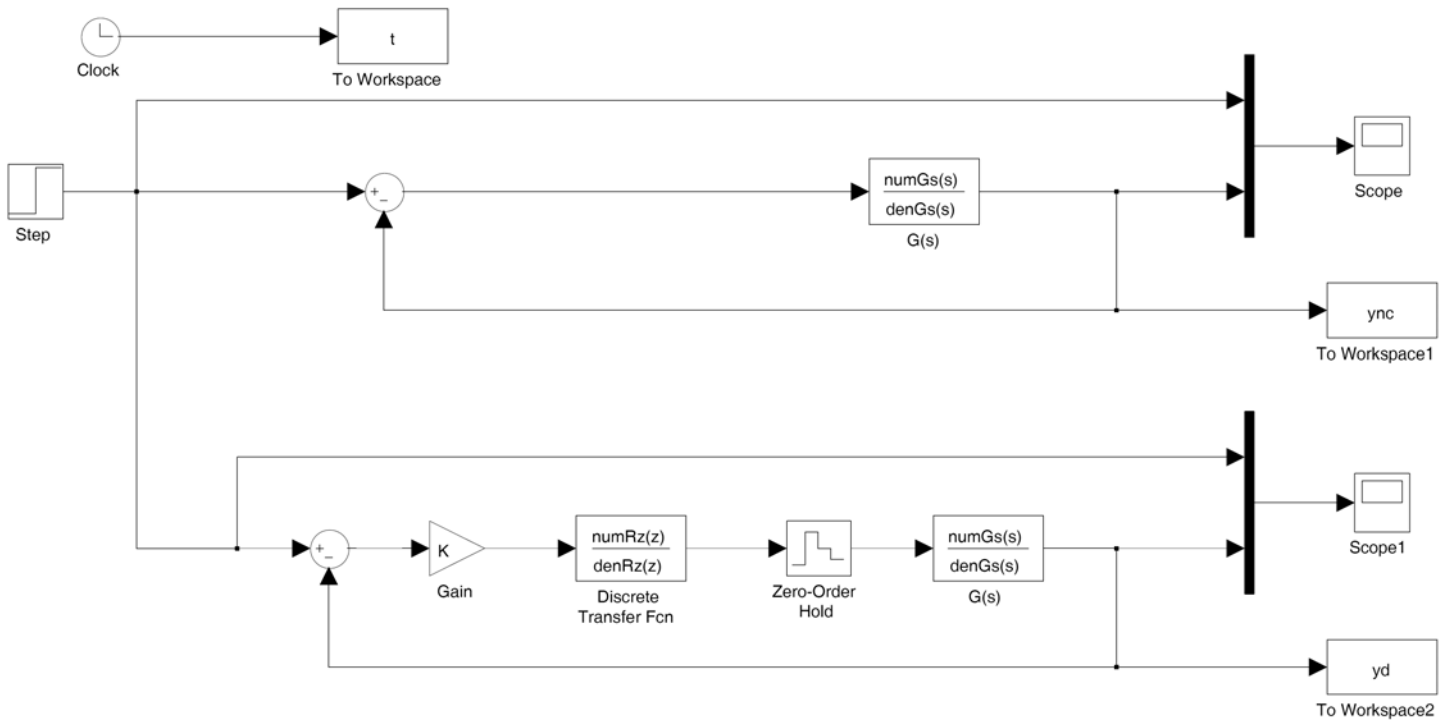 t
Clock
To Workspace
numGs(s)
denGs(s)
G(s)
+
–
Step
Scope
ync
To Workspace1
+
–
K
Gain
numRz(z)
denRz(z)
Discrete
Transfer Fcn
Zero-Order
Hold
numGs(s)
denGs(s)
G(s)
Scope1
yd
To Workspace2